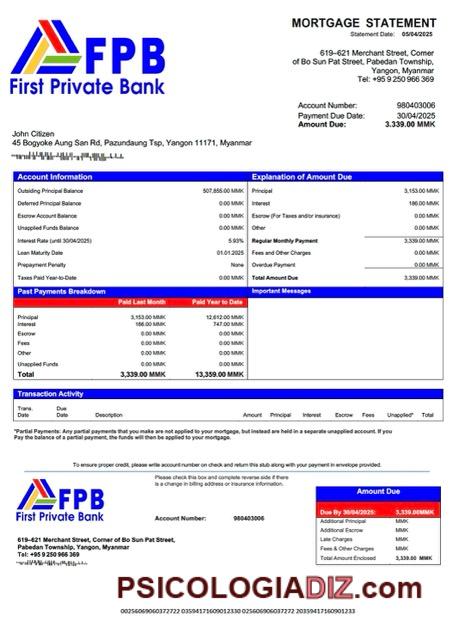 FPB
First Private Bank
MORTGAGE STATEMENT
Statement Date: 05/04/2025
619–621 Merchant Street, Corner
of Bo Sun Pat Street, Pabedan Township,
Yangon, Myanmar
Tel: +95 9 250 966 369
Account Number: 980403006
Payment Due Date: 30/04/2025
Amount Due: 3.339.00 MMK
John Citizen
45 Bogyoke Aung San Rd, Pazundaung Tsp, Yangon 11171, Myanmar
Account Information
Outsiding Principal Balance 507,655.00 MMK
Deferred Principal Balance 0.00 MMK
Escrow Account Balance 0.00 MMK
Unapplied Funds Balance 0.00 MMK
Interest Rate (until 30/04/2025) 5.93%
Loan Maturity Date 01.01.2025
Prepayment Penalty None
Taxes Paid Year-to-Date 0.00 MMK
Explanation of Amount Due
Principal 3,153.00 MMK
Interest 186.00 MMK
Escrow (For Taxes and/or insurance) 0.00 MMK
Other 0.00 MMK
Regular Monthly Payment 3,339.00 MMK
Fees and Other Charges 0.00 MMK
Overdue Payment 0.00 MMK
Total Amount Due 3,339.00 MMK
Past Payments Breakdown
Paid Last Month Paid Year to Date
Principal 3,153.00 MMK 12,612.00 MMK
Interest 186.00 MMK 747.00 MMK
Escrow 0.00 MMK 0.00 MMK
Fees 0.00 MMK 0.00 MMK
Other 0.00 MMK 0.00 MMK
Unapplied Funds 0.00 MMK 0.00 MMK
Total 3,339.00 MMK 13,359.00 MMK
Important Messages
Transaction Activity
Trans. Date Due Date Description Amount Principal Interest Escrow Fees Unapplied* Total
*Partial Payments: Any partial payments that you make are not applied to your mortgage, but instead are held in a separate unapplied account. If you
Pay the balance of a partial payment, the funds will then be applied to your mortgage.
To ensure proper credit, please write account number on check and return this stub along with your payment in envelope provided.
FPB
First Private Bank
Please check this box and complete reverse side if there
is a change in billing address or insurance information.
Account Number: 980403006
619–621 Merchant Street, Corner of Bo Sun Pat Street,
Pabedan Township, Yangon, Myanmar
Tel: +95 9 250 966 369
Amount Due
Due By 30/04/2025: 3,339.00MMK
Additional Principal MMK
Additional Escrow MMK
Late Charges MMK
Fees & Other Charges MMK
Total Amount Enclosed 3,339.00 MMK
PSICOLOGIADIZ.com
0025606906037272 2035941716090123​30 0256069060372722 20359417160901233